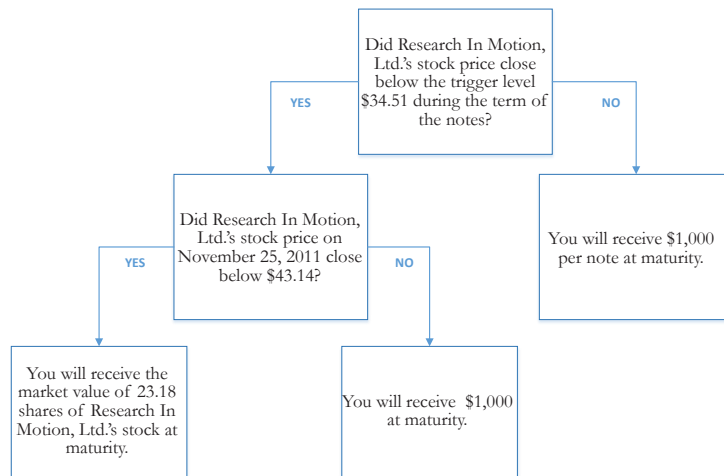 Did Research In Motion,
Ltd.'s stock price close
below the trigger level
$34.51 during the term of
the notes?
YES
NO
Did Research In Motion,
Ltd.'s stock price on
November 25, 2011 close
below $43.14?
You will receive $1,000
per note at maturity.
YES
NO
You will receive the
market value of 23.18
shares of Research In
Motion, Ltd.'s stock at
maturity.
You will receive $1,000
at maturity.